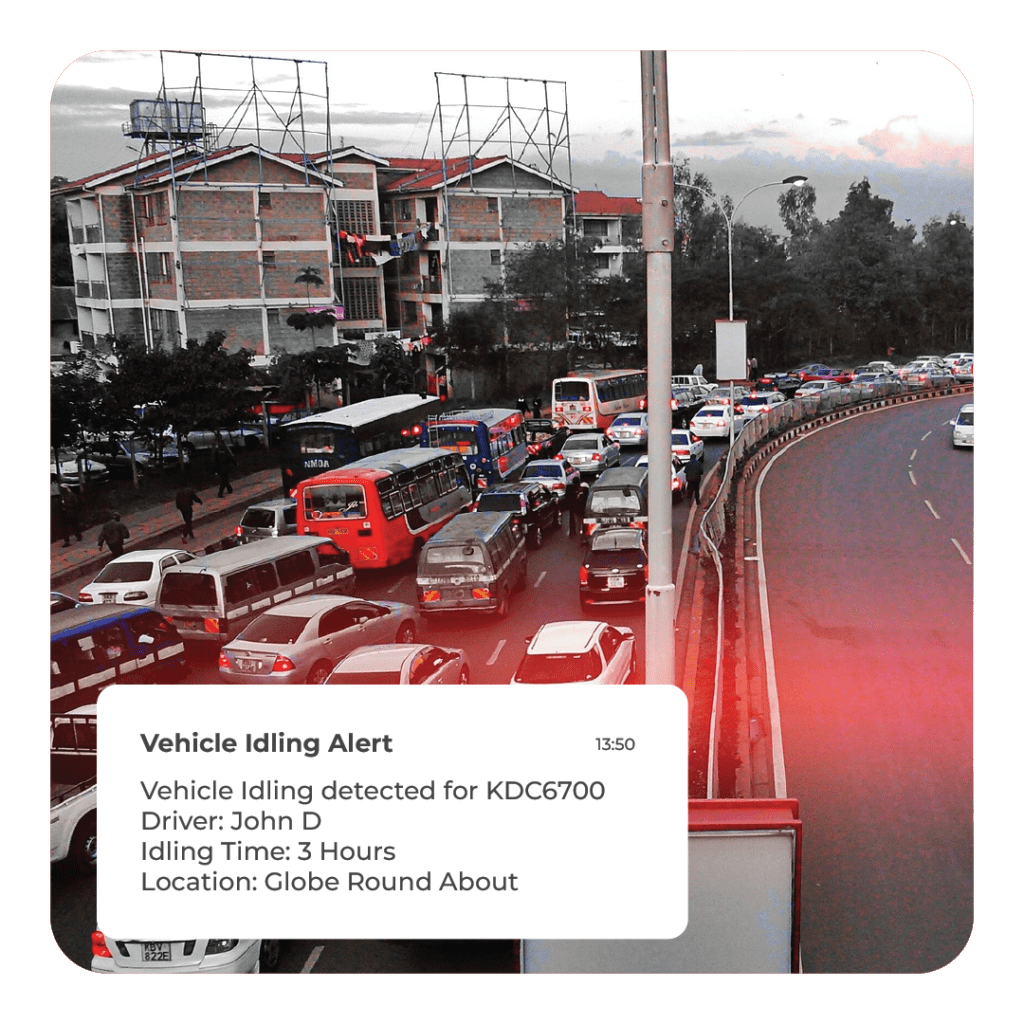 NMOA
Vehicle Idling Alert 13:50
Vehicle Idling detected for KDC6700
Driver: John D
Idling Time: 3 Hours
Location: Globe Round About
KBV
822E